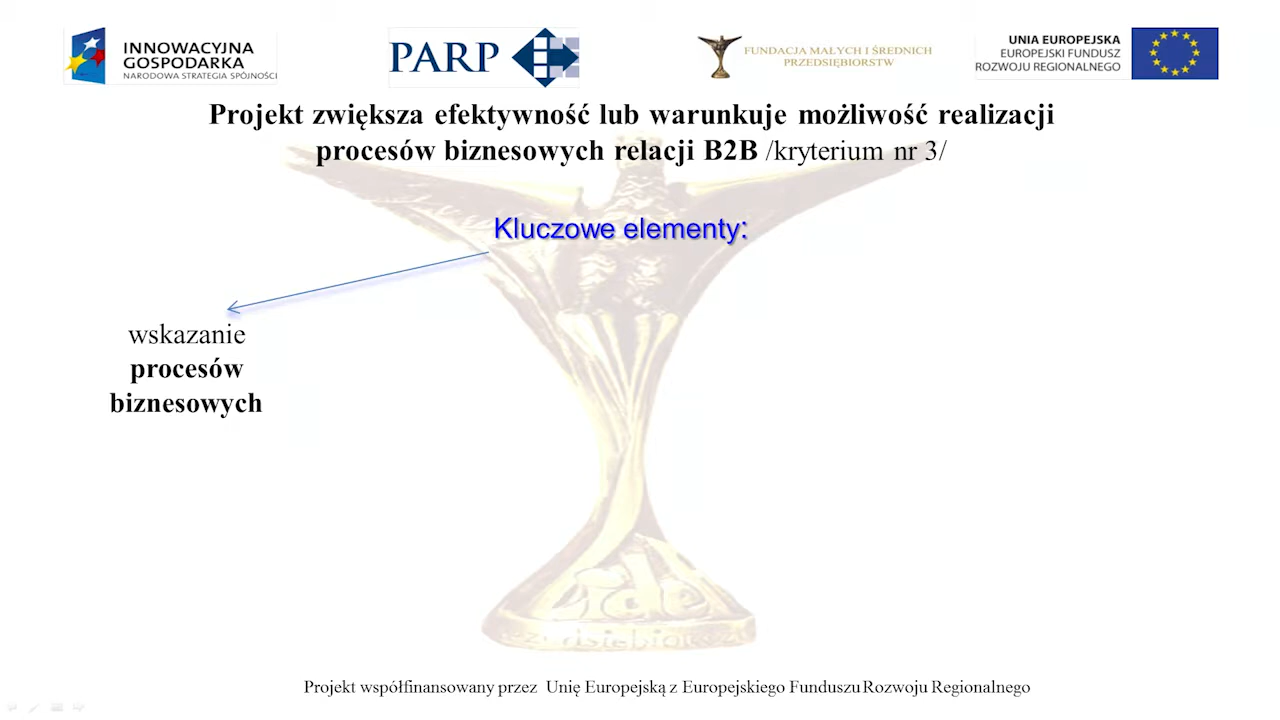 INNOWACYJNA
GOSPODARKA
NARODOWA STRATEGIA SPÓJNOŚCI
PARP
FUNDACJA MAŁYCH I ŚREDNICH
PRZEDSIĘBIORSTW
UNIA EUROPEJSKA
EUROPEJSKI FUNDUSZ
ROZWOJU REGIONALNEGO
Projekt zwiększa efektywność lub warunkuje możliwość realizacji
procesów biznesowych relacji B2B /kryterium nr 3/
Kluczowe elementy:
wskazanie
procesów
biznesowych
Projekt współfinansowany przez Unię Europejską z Europejskiego Funduszu Rozwoju Regionalnego